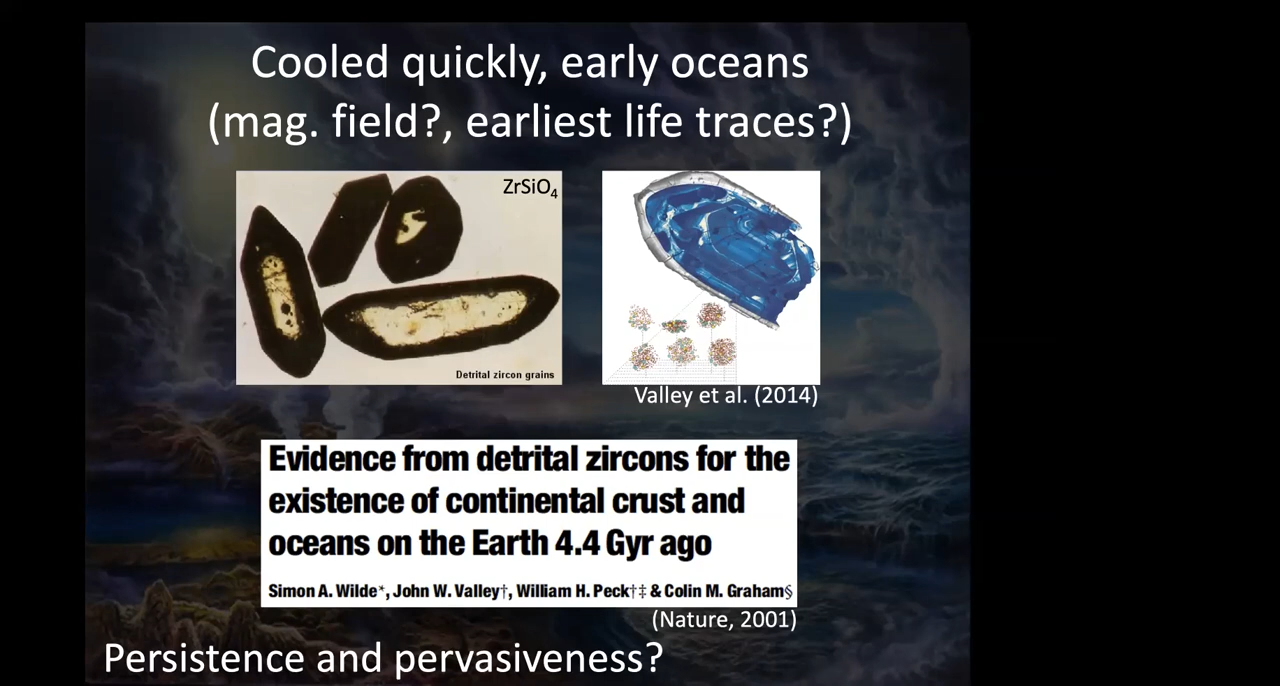 Cooled quickly, early oceans
(mag. field?, earliest life traces?)
ZrSiO4
Detrital zircon grains
Valley et al. (2014)
Evidence from detrital zircons for the
existence of continental crust and
oceans on the Earth 4.4 Gyr ago
Simon A. Wilde*, John W. Valley†, William H. Peck†‡ & Colin M. Graham§
(Nature, 2001)
Persistence and pervasiveness?